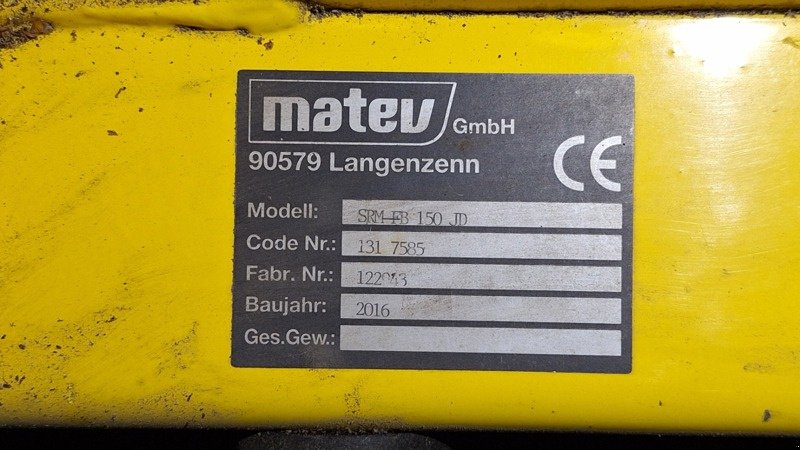 matev GmbH
90579 Langenzenn
CE
Modell: SRM-FB 150 JD
Code Nr.: 131 7585
Fabr. Nr.:
Baujahr: 2016
Ges.Gew.: